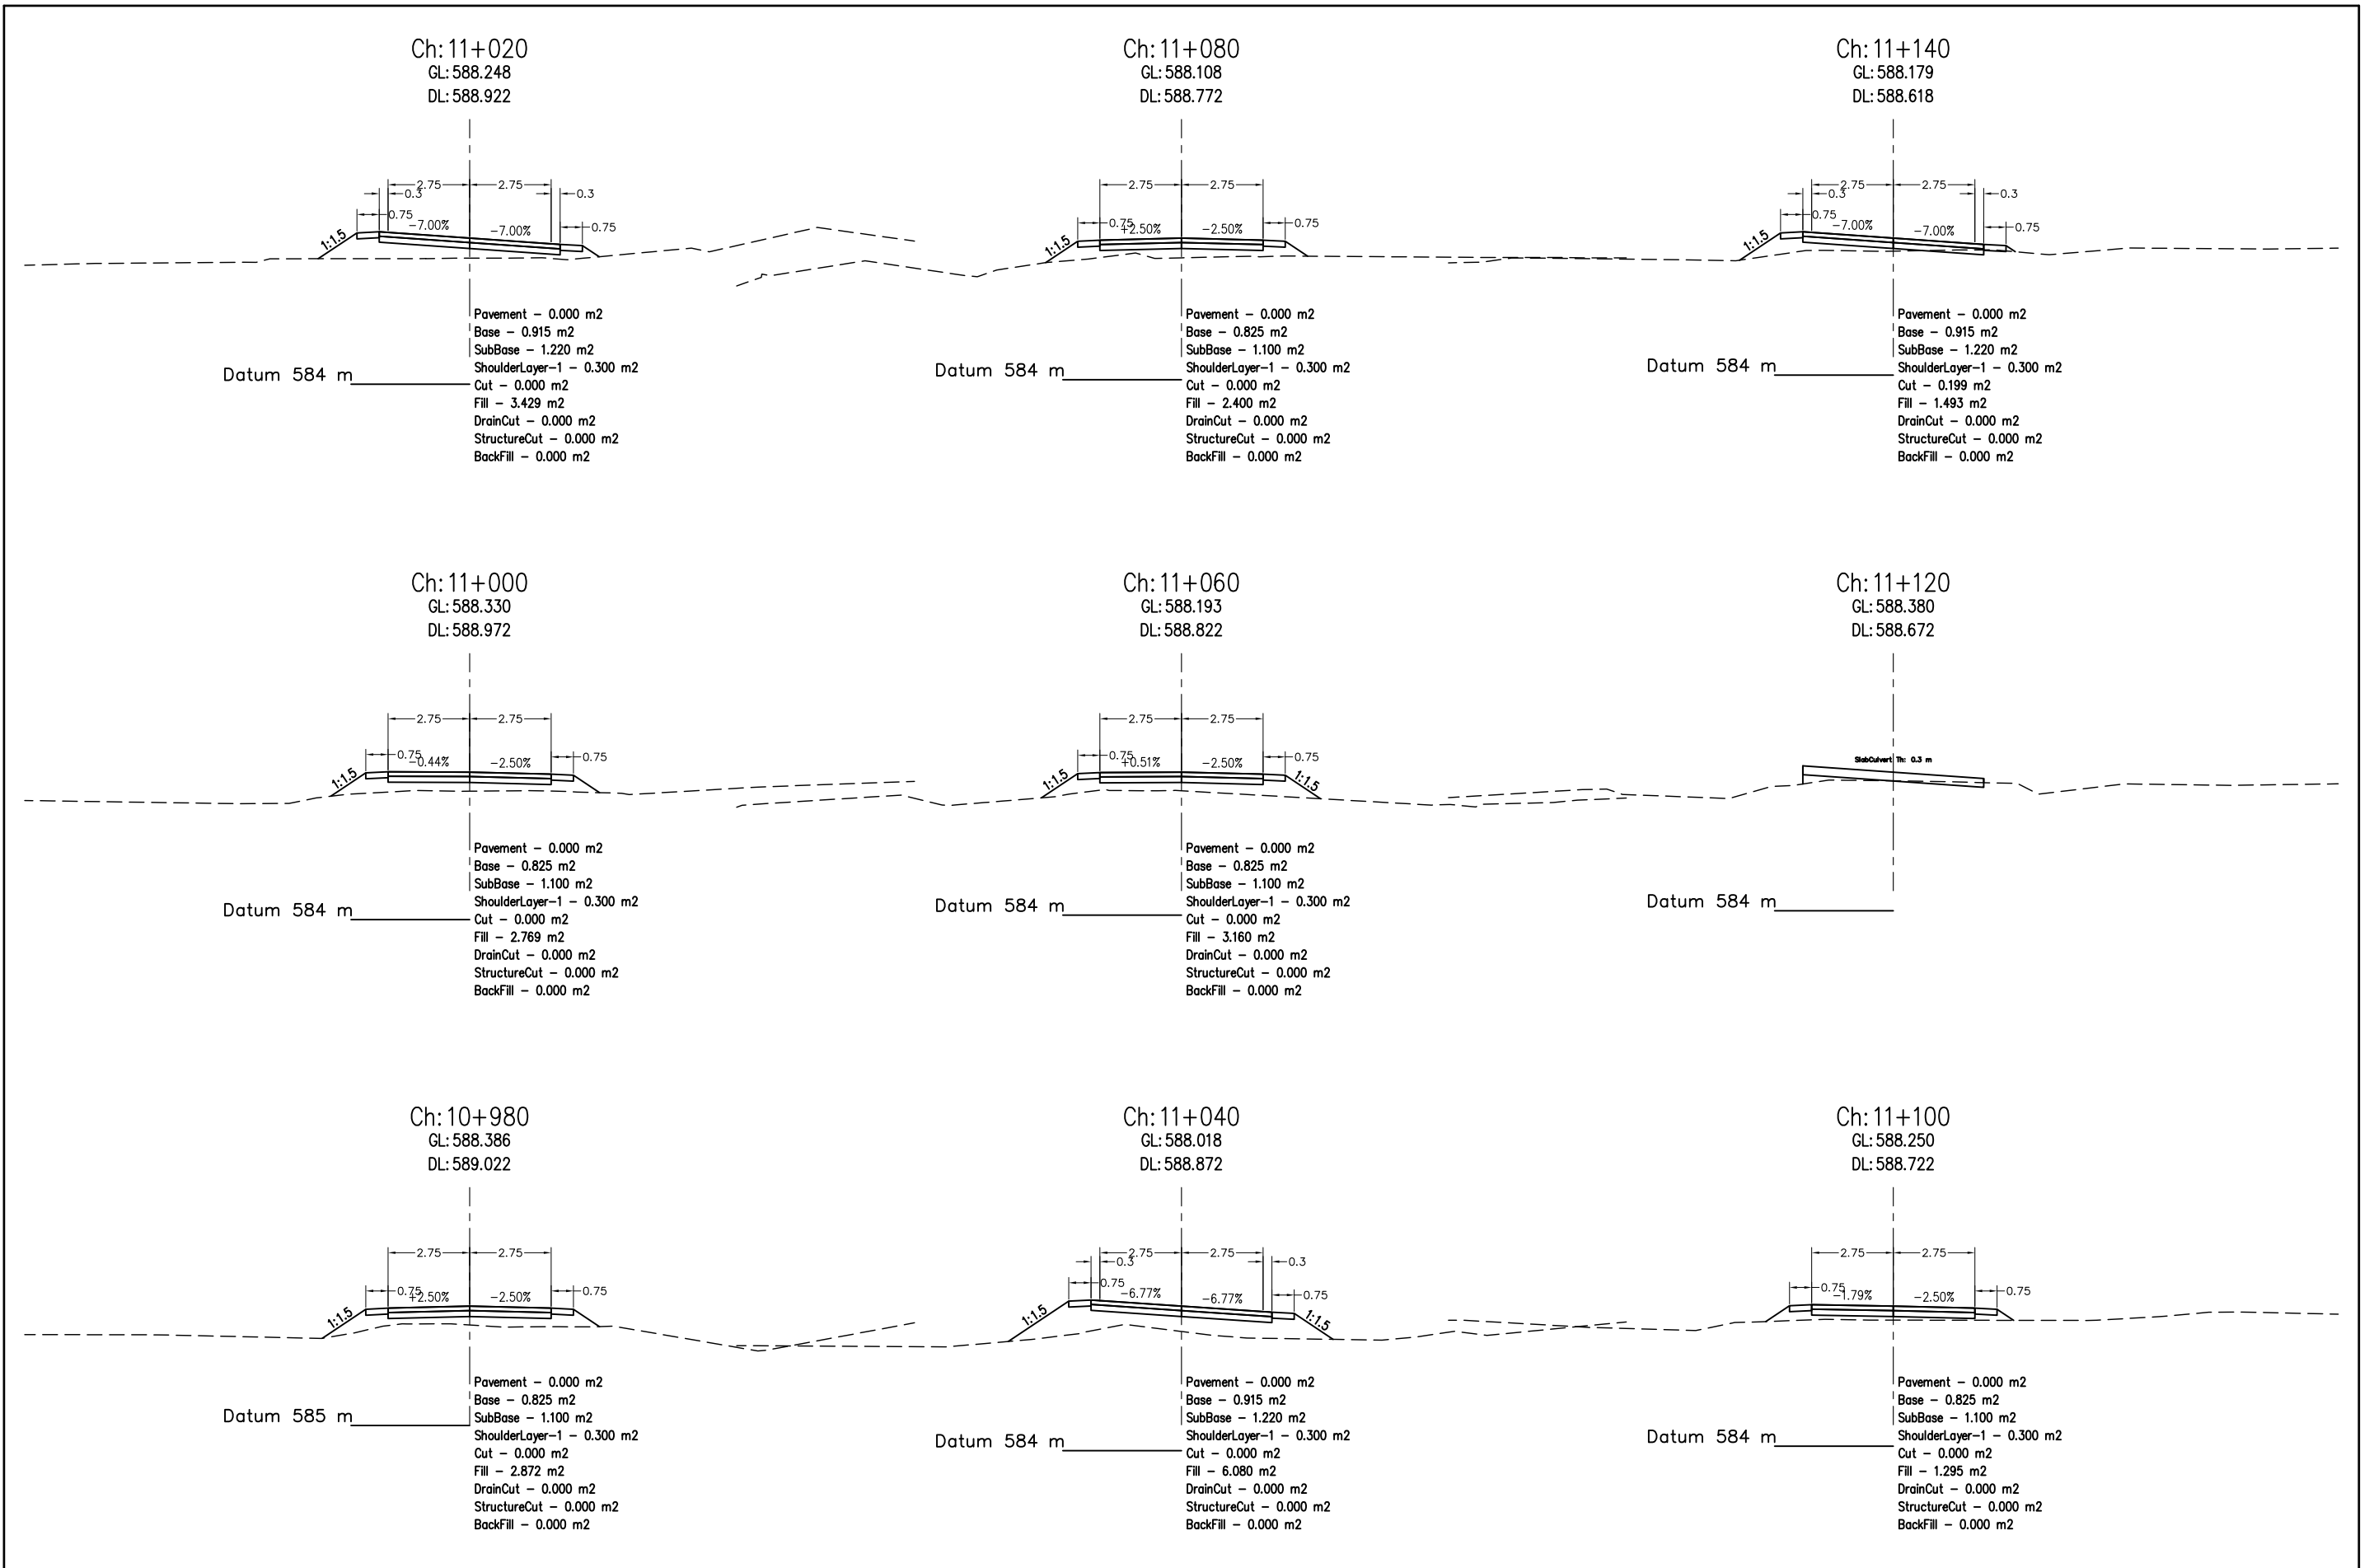 Ch:11+020
GL:588.248
DL:588.922
2.75 2.75
0.3 0.3
0.75 -7.00% -7.00% 0.75
1:1.5
Pavement - 0.000 m2
Base - 0.915 m2
SubBase - 1.220 m2
ShoulderLayer-1 - 0.300 m2
Datum 584 m
Cut - 0.000 m2
Fill - 3.429 m2
DrainCut - 0.000 m2
StructureCut - 0.000 m2
BackFill - 0.000 m2
Ch:11+080
GL:588.108
DL:588.772
2.75 2.75
0.75 +2.50% -2.50% 0.75
1:1.5
Pavement - 0.000 m2
Base - 0.825 m2
SubBase - 1.100 m2
ShoulderLayer-1 - 0.300 m2
Datum 584 m
Cut - 0.000 m2
Fill - 2.400 m2
DrainCut - 0.000 m2
StructureCut - 0.000 m2
BackFill - 0.000 m2
Ch:11+140
GL:588.179
DL:588.618
2.75 2.75
0.3 0.3
0.75 -7.00% -7.00% 0.75
1:1.5
Pavement - 0.000 m2
Base - 0.915 m2
SubBase - 1.220 m2
ShoulderLayer-1 - 0.300 m2
Datum 584 m
Cut - 0.199 m2
Fill - 1.493 m2
DrainCut - 0.000 m2
StructureCut - 0.000 m2
BackFill - 0.000 m2
Ch:11+000
GL:588.330
DL:588.972
2.75 2.75
0.75 -0.44% -2.50% 0.75
1:1.5
Pavement - 0.000 m2
Base - 0.825 m2
SubBase - 1.100 m2
ShoulderLayer-1 - 0.300 m2
Datum 584 m
Cut - 0.000 m2
Fill - 2.769 m2
DrainCut - 0.000 m2
StructureCut - 0.000 m2
BackFill - 0.000 m2
Ch:11+060
GL:588.193
DL:588.822
2.75 2.75
0.75 +0.51% -2.50% 0.75
1:1.5 1:1.5
Pavement - 0.000 m2
Base - 0.825 m2
SubBase - 1.100 m2
ShoulderLayer-1 - 0.300 m2
Datum 584 m
Cut - 0.000 m2
Fill - 3.160 m2
DrainCut - 0.000 m2
StructureCut - 0.000 m2
BackFill - 0.000 m2
Ch:11+120
GL:588.380
DL:588.672
SlabCulvert Th: 0.3 m
Datum 584 m
Ch:10+980
GL:588.386
DL:589.022
2.75 2.75
0.75 +2.50% -2.50% 0.75
1:1.5
Pavement - 0.000 m2
Base - 0.825 m2
Datum 585 m
SubBase - 1.100 m2
ShoulderLayer-1 - 0.300 m2
Cut - 0.000 m2
Fill - 2.872 m2
DrainCut - 0.000 m2
StructureCut - 0.000 m2
BackFill - 0.000 m2
Ch:11+040
GL:588.018
DL:588.872
2.75 2.75
0.3 0.3
0.75 -6.77% -6.77% 0.75
1:1.5 1:1.5
Pavement - 0.000 m2
Base - 0.915 m2
SubBase - 1.220 m2
ShoulderLayer-1 - 0.300 m2
Datum 584 m
Cut - 0.000 m2
Fill - 6.080 m2
DrainCut - 0.000 m2
StructureCut - 0.000 m2
BackFill - 0.000 m2
Ch:11+100
GL:588.250
DL:588.722
2.75 2.75
0.75 -1.79% -2.50% 0.75
Pavement - 0.000 m2
Base - 0.825 m2
SubBase - 1.100 m2
ShoulderLayer-1 - 0.300 m2
Datum 584 m
Cut - 0.000 m2
Fill - 1.295 m2
DrainCut - 0.000 m2
StructureCut - 0.000 m2
BackFill - 0.000 m2